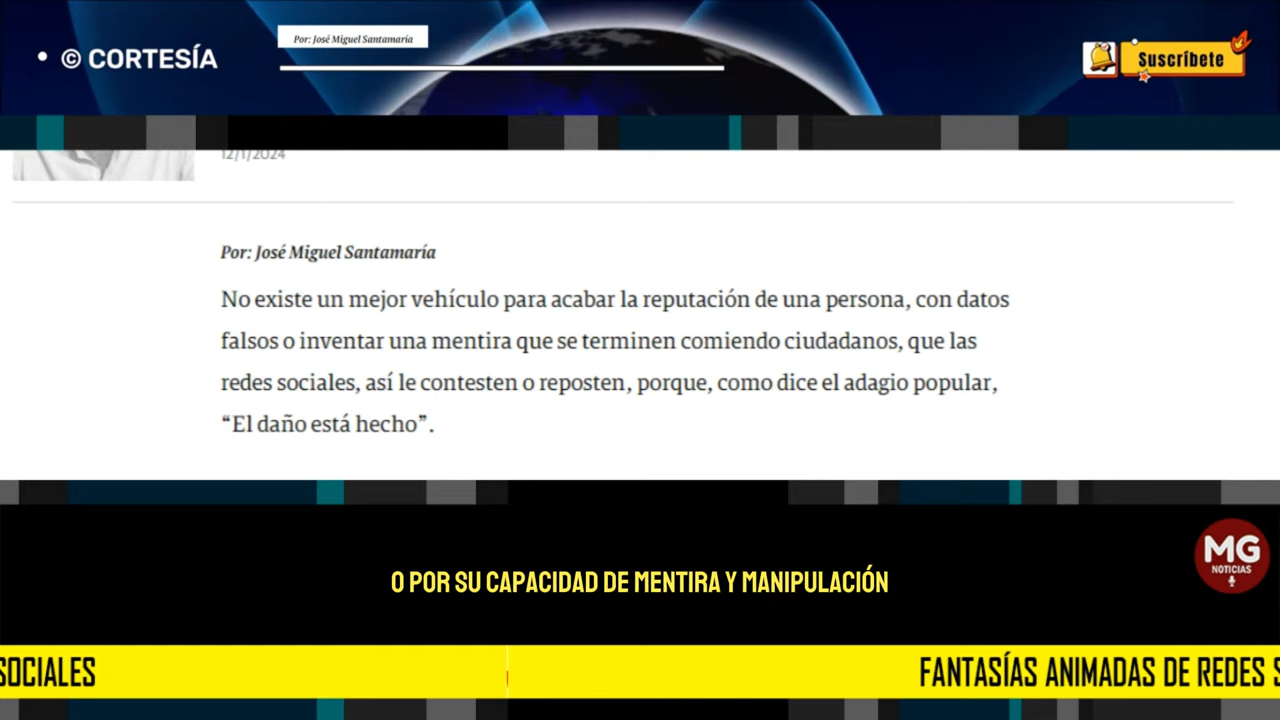 • © CORTESÍA
Por: José Miguel Santamaría
Suscríbete
12/1/2024
Por: José Miguel Santamaría
No existe un mejor vehículo para acabar la reputación de una persona, con datos
falsos o inventar una mentira que se terminen comiendo ciudadanos, que las
redes sociales, así le contesten o reposten, porque, como dice el adagio popular,
“El daño está hecho”.
MG
NOTICIAS
O POR SU CAPACIDAD DE MENTIRA Y MANIPULACIÓN
SOCIALES
FANTASÍAS ANIMADAS DE REDES S